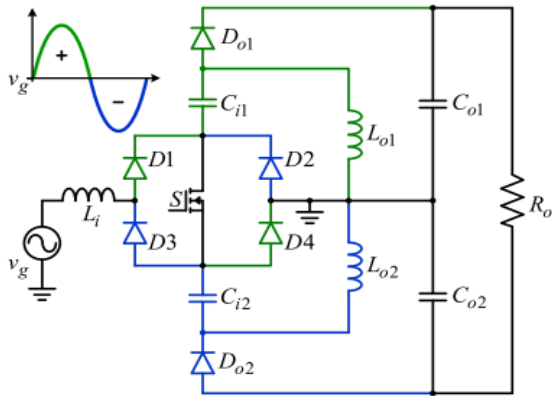 D_o1
+
v_g
−
C_i1
L_o1
C_o1
D1
D2
S
L_i
R_o
D3
D4
v_g
L_o2
C_i2
C_o2
D_o2